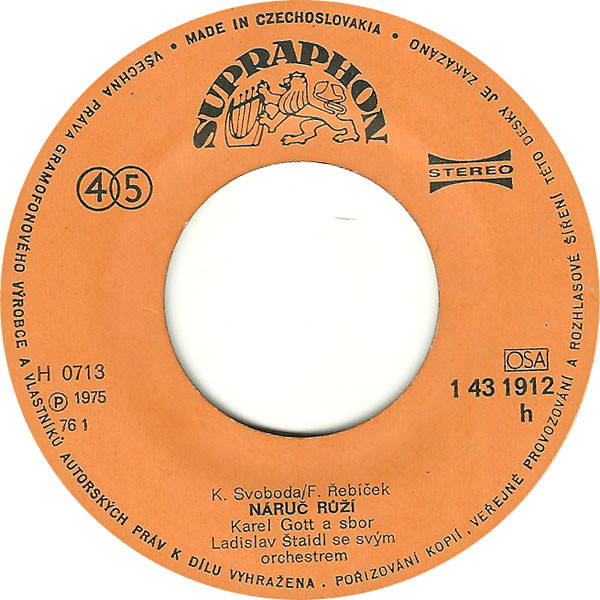 VŠECHNA PRÁVA GRAMOFONOVÉHO VÝROBCE A VLASTNÍKŮ AUTORSKÝCH PRÁV K DÍLU VYHRAŽENA. POŘIZOVÁNÍ KOPIÍ, VEŘEJNÉ PROVOZOVÁNÍ A ROZHLASOVÉ ŠÍŘENÍ TÉTO DESKY JE ZAKÁZÁNO • MADE IN CZECHOSLOVAKIA •
SUPRAPHON
45
STEREO
H 0713
Ⓟ 1975
76 1
OSA
1 43 1912
h
K. Svoboda/F. Řebíček
NÁRUČ RŮŽÍ
Karel Gott a sbor
Ladislav Štaidl se svým
orchestrem